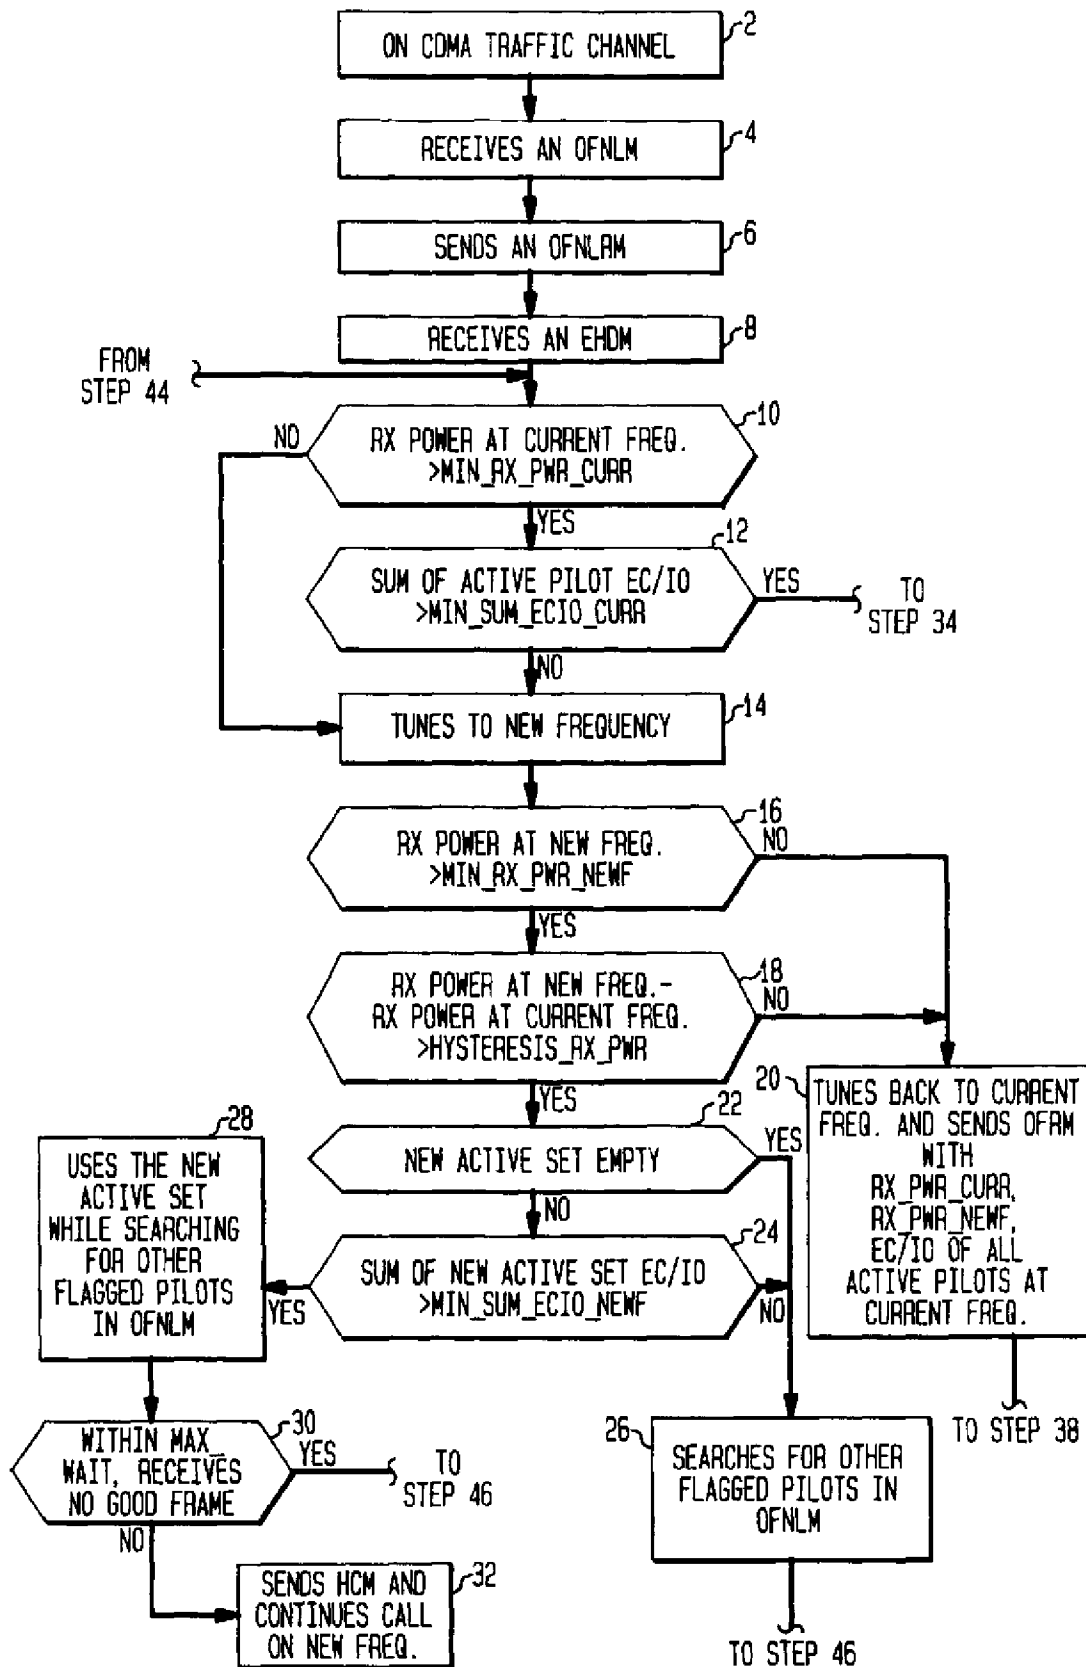 2
ON CDMA TRAFFIC CHANNEL
4
RECEIVES AN OFNLM
6
SENDS AN OFNLRM
8
RECEIVES AN EHDM
FROM
STEP 44
10
NO
RX POWER AT CURRENT FREQ.
>MIN_RX_PWR_CURR
YES
12
SUM OF ACTIVE PILOT EC/IO
>MIN_SUM_ECIO_CURR
YES
TO
STEP 34
NO
14
TUNES TO NEW FREQUENCY
16
RX POWER AT NEW FREQ.
>MIN_RX_PWR_NEWF
NO
YES
18
RX POWER AT NEW FREQ.-
RX POWER AT CURRENT FREQ.
>HYSTERESIS_RX_PWR
NO
YES
20
TUNES BACK TO CURRENT
FREQ. AND SENDS OFRM
WITH
RX_PWR_CURR,
RX_PWR_NEWF,
EC/IO OF ALL
ACTIVE PILOTS AT
CURRENT FREQ.
TO STEP 38
22
NEW ACTIVE SET EMPTY
YES
NO
24
SUM OF NEW ACTIVE SET EC/IO
>MIN_SUM_ECIO_NEWF
YES
NO
28
USES THE NEW
ACTIVE SET
WHILE SEARCHING
FOR OTHER
FLAGGED PILOTS
IN OFNLM
26
SEARCHES FOR OTHER
FLAGGED PILOTS IN
OFNLM
TO STEP 46
30
WITHIN MAX_
WAIT, RECEIVES
NO GOOD FRAME
YES
TO
STEP 46
NO
32
SENDS HCM AND
CONTINUES CALL
ON NEW FREQ.